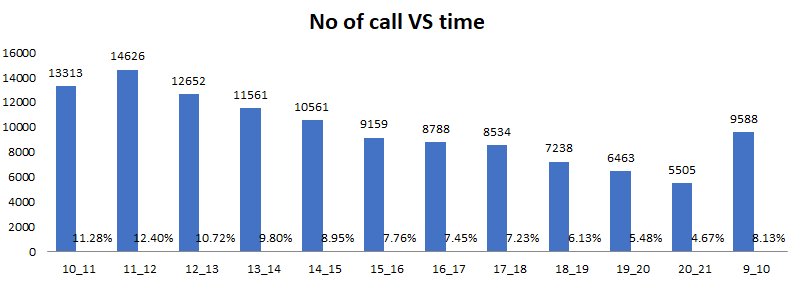 No of call VS time
16000
14000
12000
10000
8000
6000
4000
2000
0
13313 14626 12652 11561 10561 9159 8788 8534 7238 6463 5505 9588
11.28% 12.40% 10.72% 9.80% 8.95% 7.76% 7.45% 7.23% 6.13% 5.48% 4.67% 8.13%
10_11 11_12 12_13 13_14 14_15 15_16 16_17 17_18 18_19 19_20 20_21 9_10